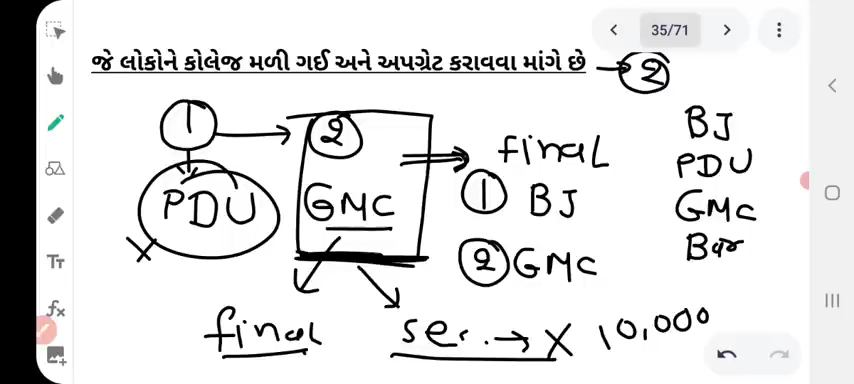 35/71
જે લોકોને કોલેજ મળી ગઈ અને અપગ્રેટ કરાવવા માંગે છે → 2
1
2
PDU
GMC
X
final
1 BJ
2 GMC
BJ
PDU
GMC
Bar
final
ser. → X 10,000